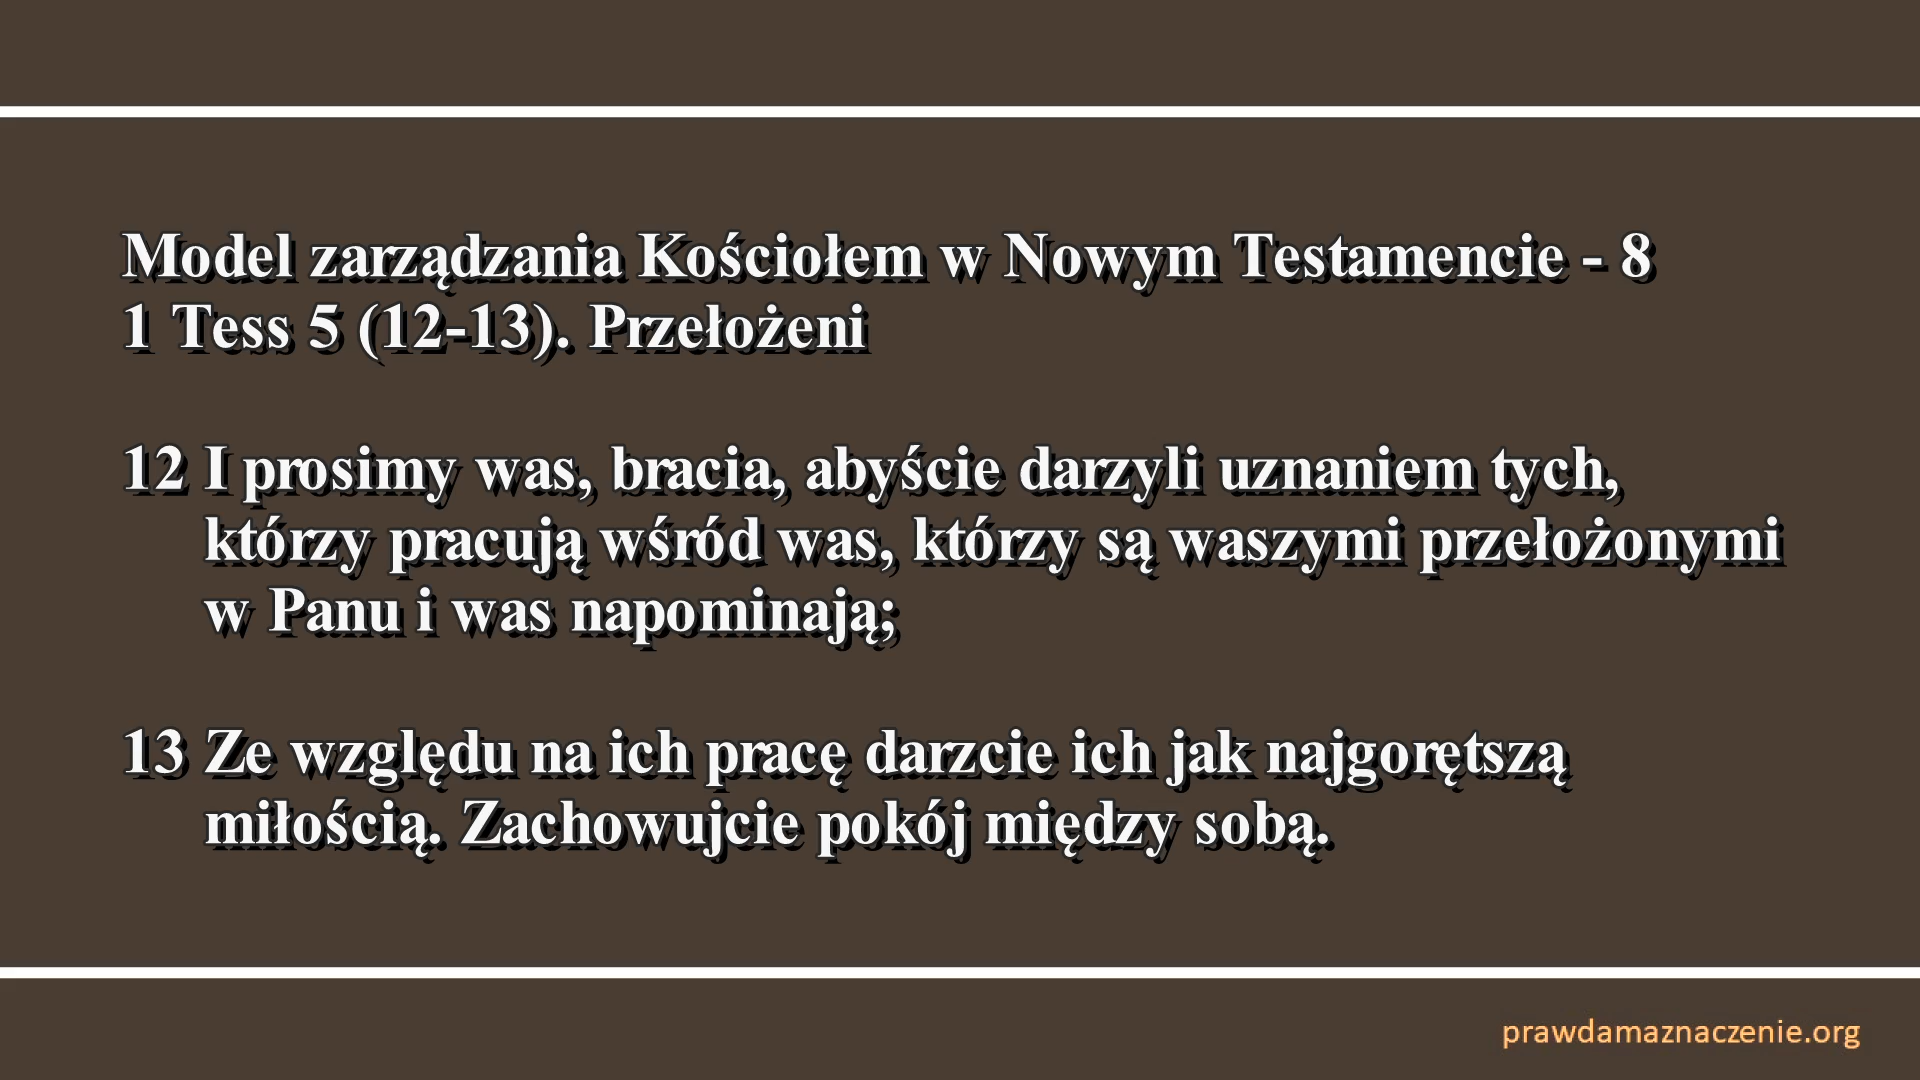 Model zarządzania Kościołem w Nowym Testamencie - 8
1 Tess 5 (12-13). Przełożeni
12 I prosimy was, bracia, abyście darzyli uznaniem tych,
którzy pracują wśród was, którzy są waszymi przełożonymi
w Panu i was napominają;
13 Ze względu na ich pracę darzcie ich jak najgorętszą
miłością. Zachowujcie pokój między sobą.
prawdamaznaczenie.org